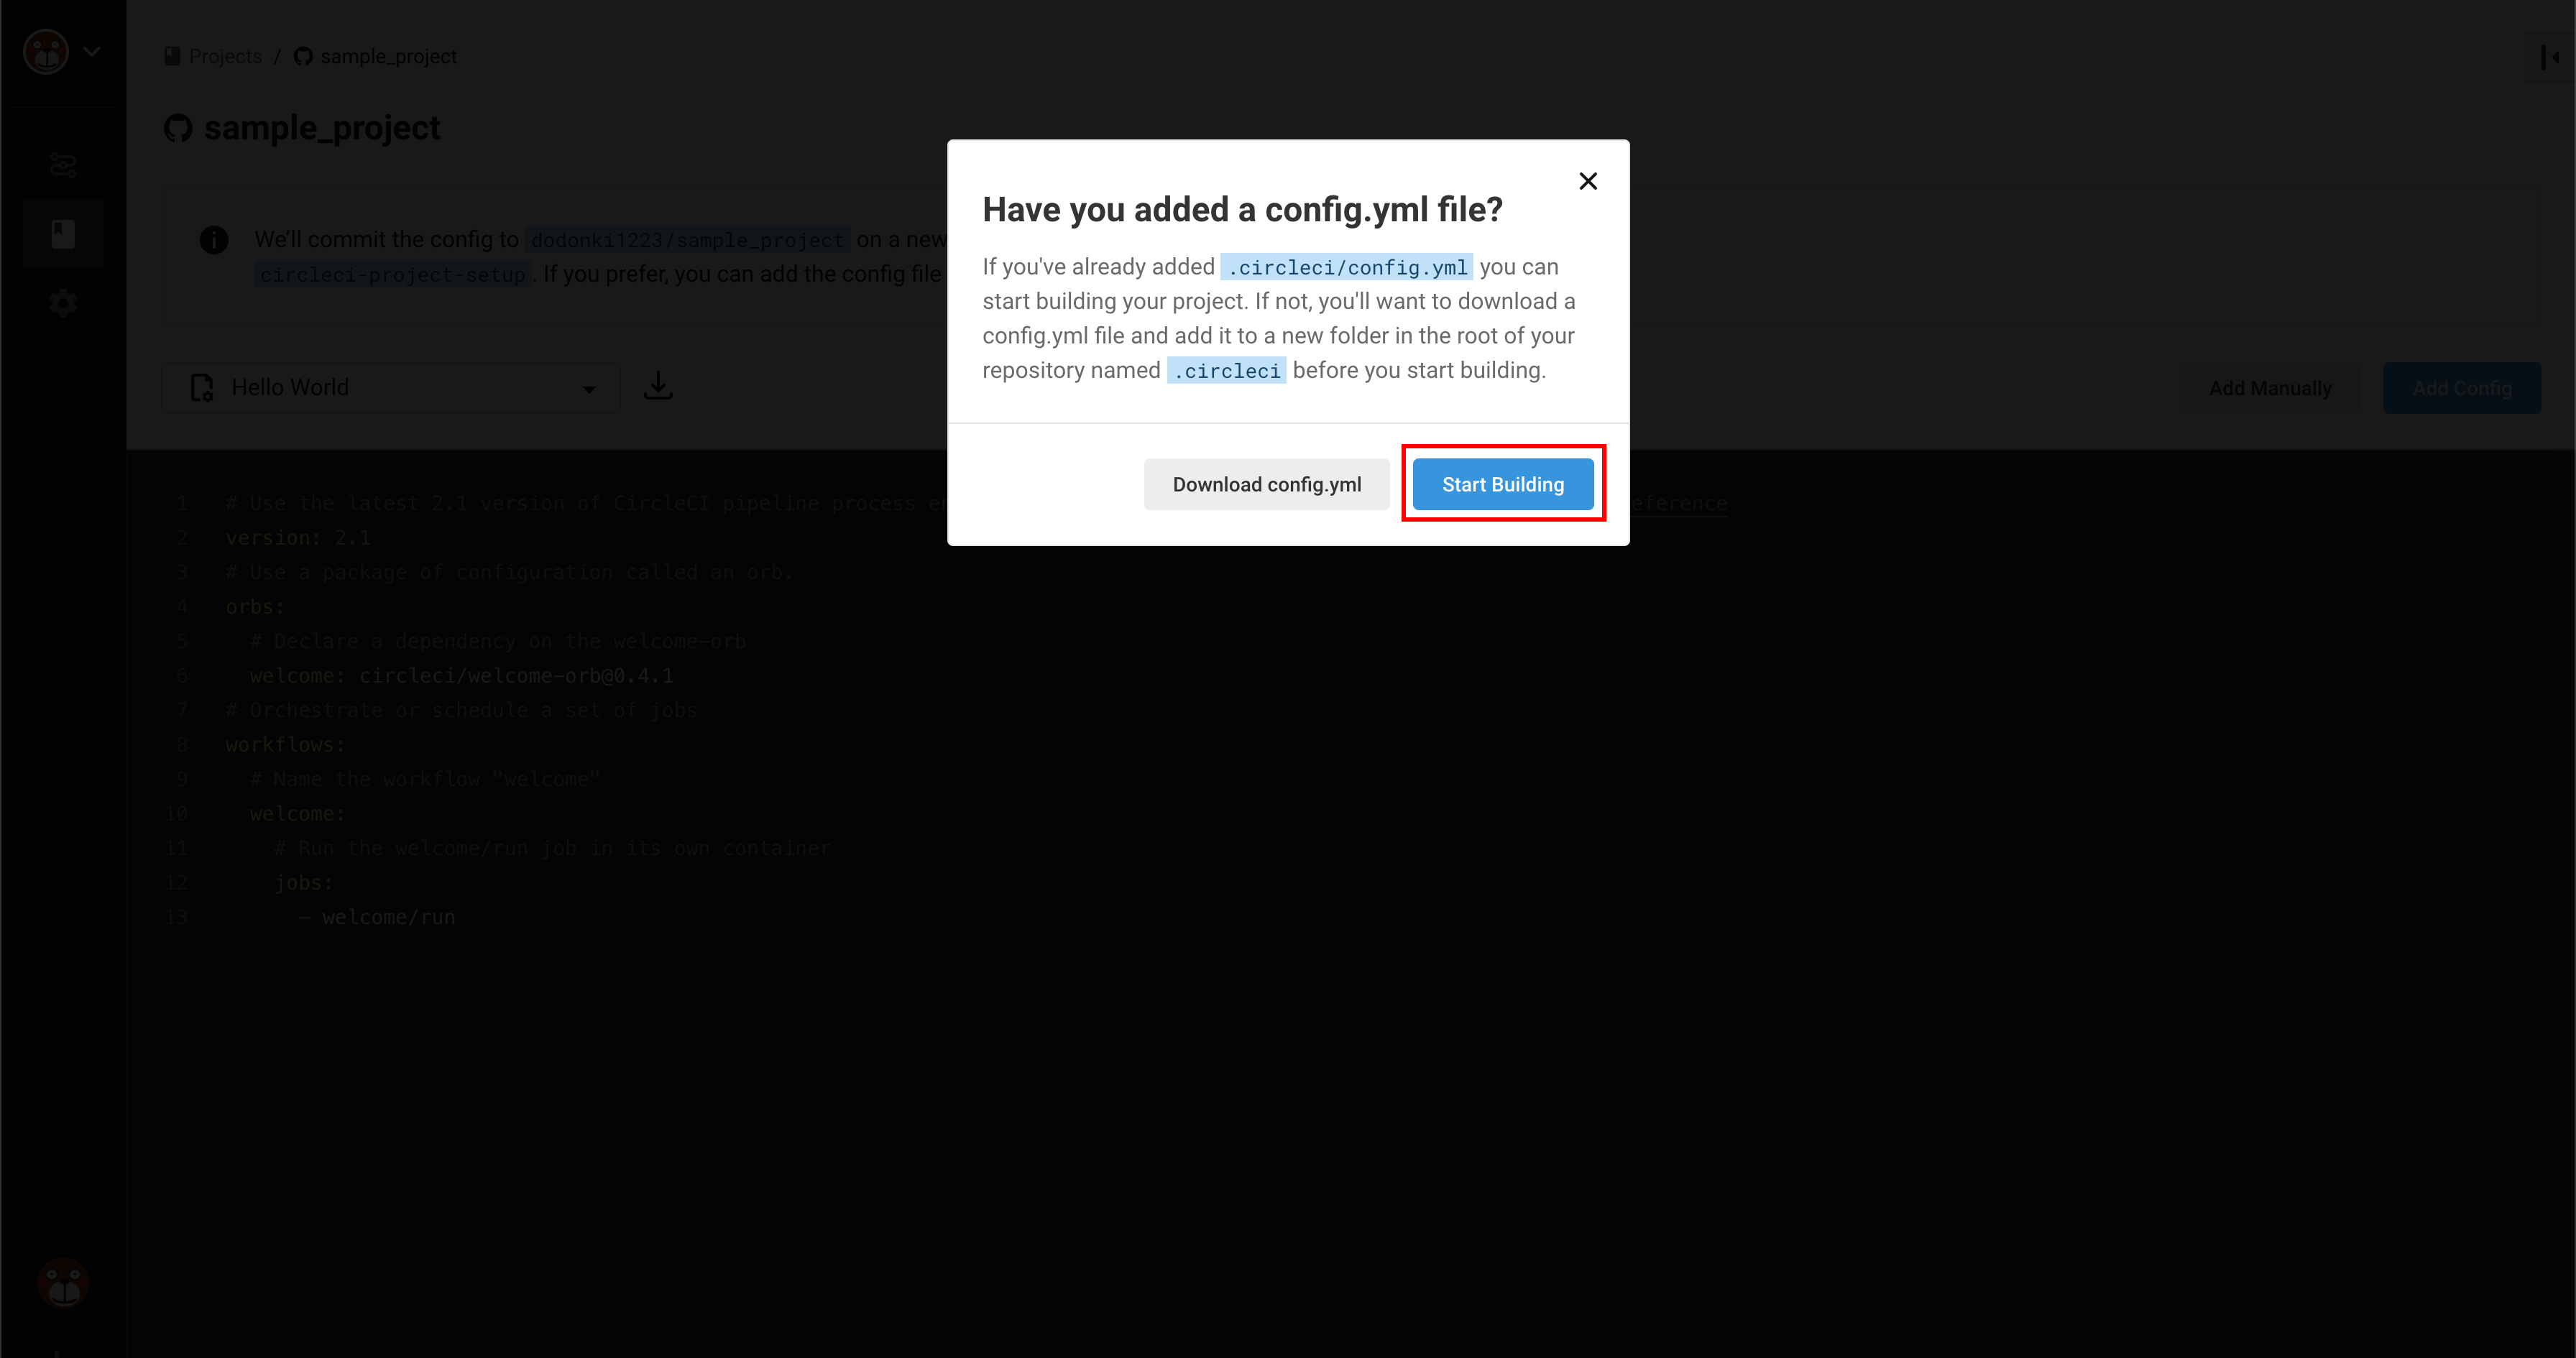 Projects / sample_project
sample_project
We'll commit the config to dodonki1223/sample_project on a new
circleci-project-setup. If you prefer, you can add the config file
Hello World
Add Manually
Add Config
Have you added a config.yml file?
If you've already added .circleci/config.yml you can
start building your project. If not, you'll want to download a
config.yml file and add it to a new folder in the root of your
repository named .circleci before you start building.
Download config.yml
Start Building
1 # Use the latest 2.1 version of CircleCI pipeline process en eference
2 version: 2.1
3 # Use a package of configuration called an orb.
4 orbs:
5 # Declare a dependency on the welcome-orb
6 welcome: circleci/welcome-orb@0.4.1
7 # Orchestrate or schedule a set of jobs
8 workflows:
9 # Name the workflow "welcome"
10 welcome:
11 # Run the welcome/run job in its own container
12 jobs:
13 - welcome/run